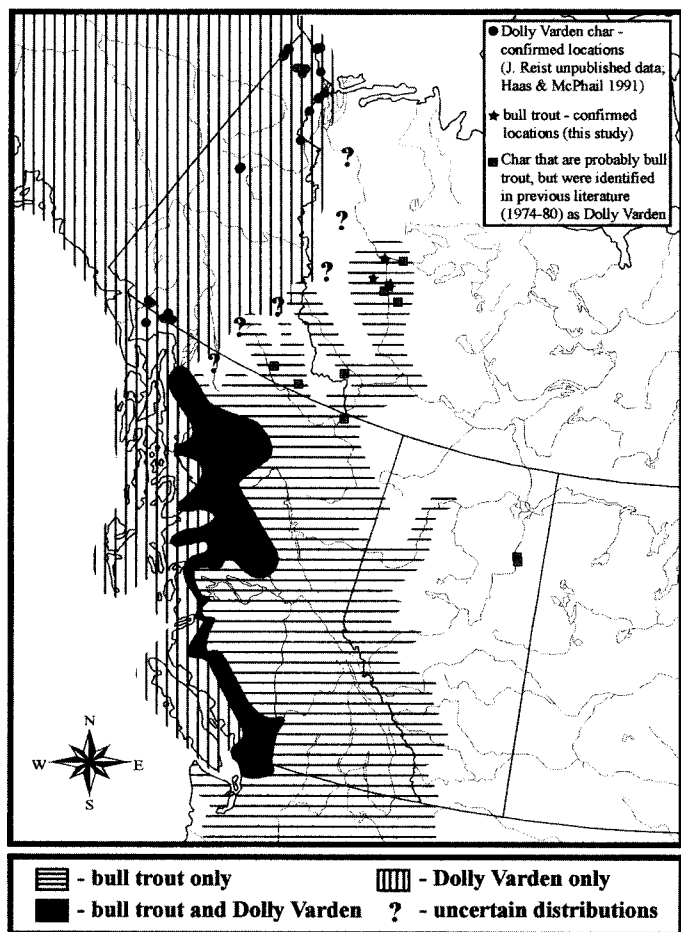 Dolly Varden char -
confirmed locations
(J. Reist unpublished data;
Haas & McPhail 1991)
bull trout - confirmed
locations (this study)
Char that are probably bull
trout, but were identified
in previous literature
(1974-80) as Dolly Varden
?
?
?
?
?
?
N
W E
S
- bull trout only
- Dolly Varden only
- bull trout and Dolly Varden
? - uncertain distributions